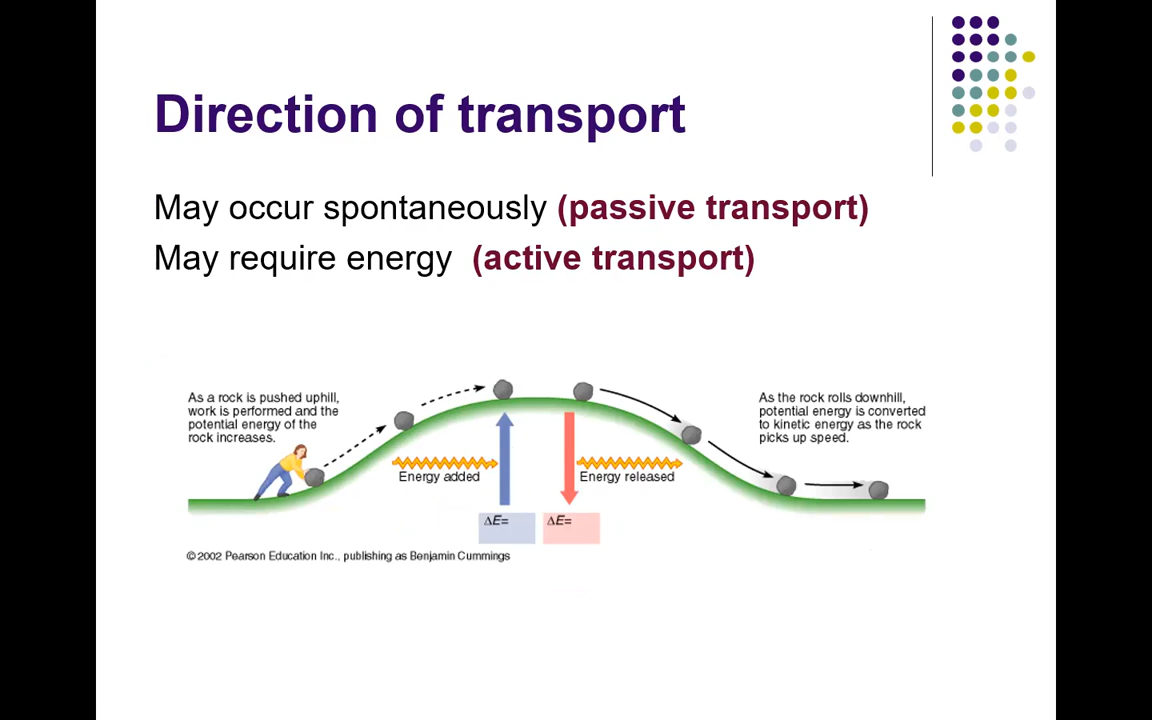 Direction of transport
May occur spontaneously (passive transport)
May require energy (active transport)
As a rock is pushed uphill,
work is performed and the
potential energy of the
rock increases.
As the rock rolls downhill,
potential energy is converted
to kinetic energy as the rock
picks up speed.
Energy added
Energy released
ΔE=
ΔE=
© 2002 Pearson Education Inc., publishing as Benjamin Cummings